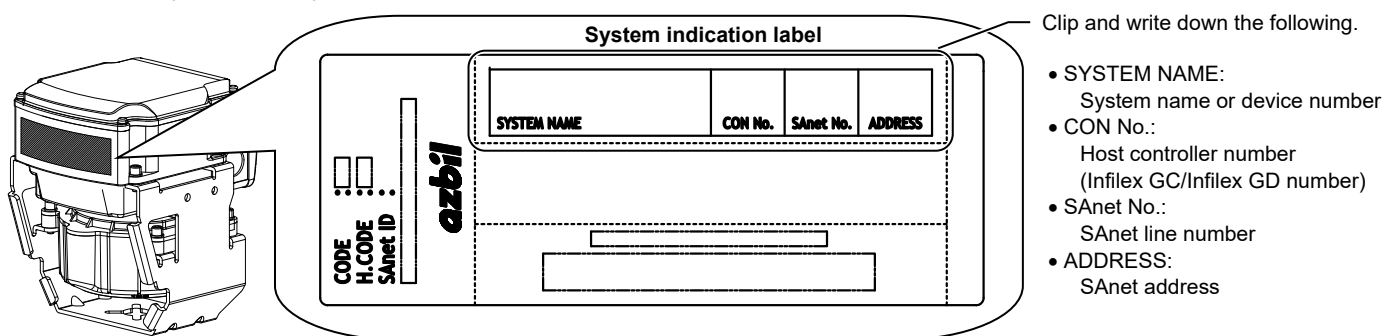 System indication label
Clip and write down the following.
• SYSTEM NAME:
System name or device number
• CON No.:
Host controller number
(Infilex GC/Infilex GD number)
• SAnet No.:
SAnet line number
• ADDRESS:
SAnet address
SYSTEM NAME CON No. SAnet No. ADDRESS
CODE :
H.CODE :
SAnet ID :
azbil